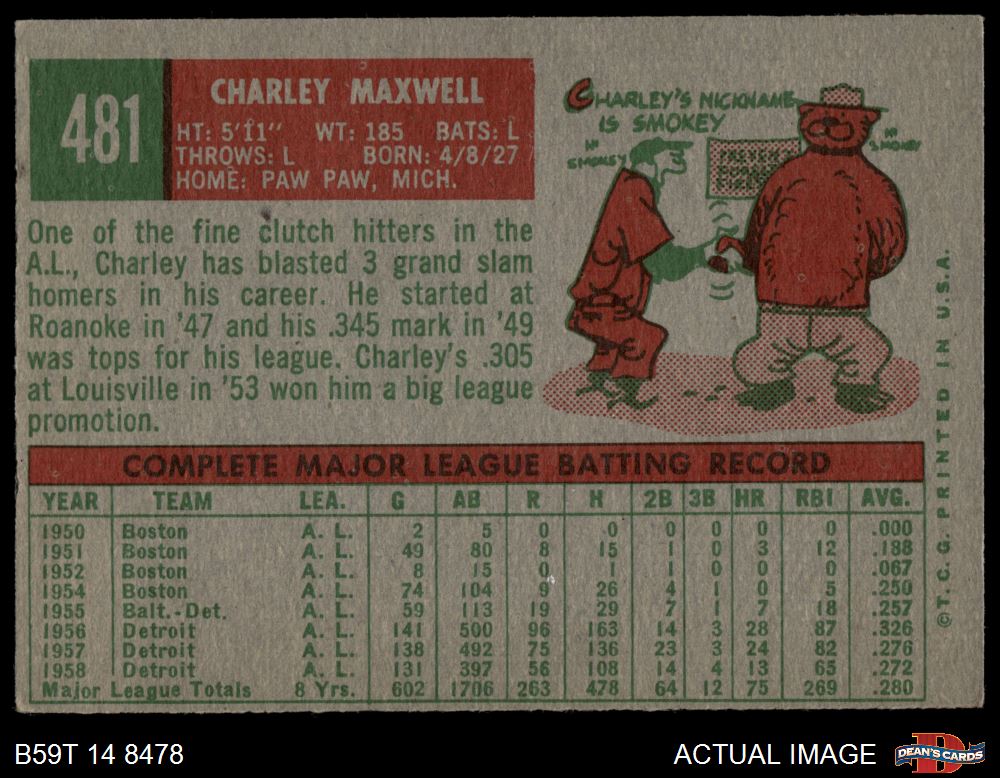 481
CHARLEY MAXWELL
HT: 5'11" WT: 185 BATS: L
THROWS: L BORN: 4/8/27
HOME: PAW PAW, MICH.
CHARLEY'S NICKNAME
IS SMOKEY
HI
SMOKEY
HI
SMOKEY
One of the fine clutch hitters in the
A.L., Charley has blasted 3 grand slam
homers in his career. He started at
Roanoke in '47 and his .345 mark in '49
was tops for his league. Charley's .305
at Louisville in '53 won him a big league
promotion.
COMPLETE MAJOR LEAGUE BATTING RECORD
YEAR TEAM LEA. G AB R H 2B 3B HR RBI AVG.
1950 Boston A. L. 2 5 0 0 0 0 0 0 .000
1951 Boston A. L. 49 80 8 15 1 0 3 12 .188
1952 Boston A. L. 8 15 0 1 1 0 0 0 .067
1954 Boston A. L. 74 104 9 26 4 1 0 5 .250
1955 Balt.-Det. A. L. 59 113 19 29 7 1 7 18 .257
1956 Detroit A. L. 141 500 96 163 14 3 28 87 .326
1957 Detroit A. L. 138 492 75 136 23 3 24 82 .276
1958 Detroit A. L. 131 397 56 108 14 4 13 65 .272
Major League Totals 8 Yrs. 602 1706 263 478 64 12 75 269 .280
©T. C. G. PRINTED IN U.S.A.
B59T 14 8478
ACTUAL IMAGE
DEAN'S CARDS